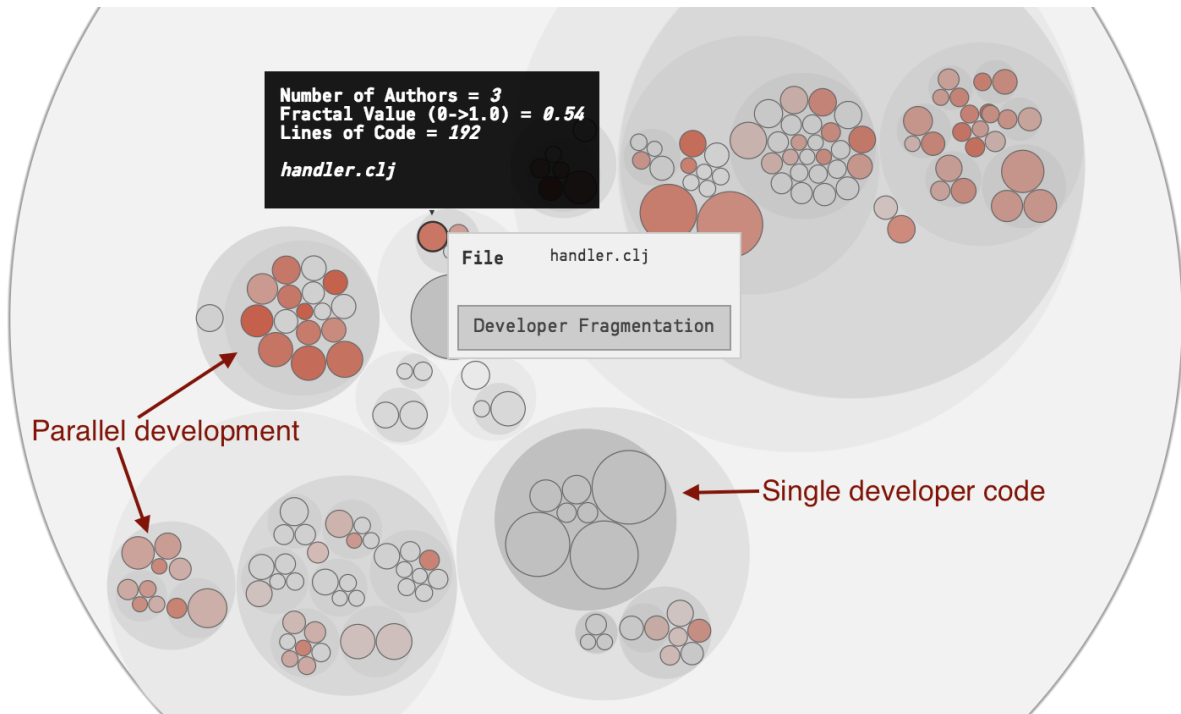 Number of Authors = 3
Fractal Value (0->1.0) = 0.54
Lines of Code = 192
handler.clj
File handler.clj
Developer Fragmentation
Parallel development
Single developer code